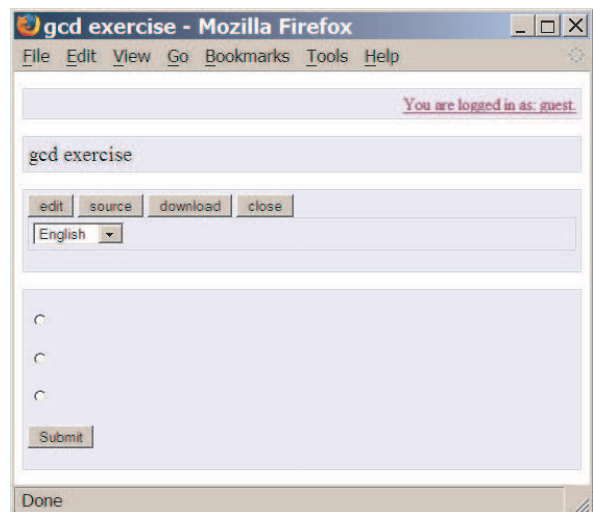 gcd exercise - Mozilla Firefox
File Edit View Go Bookmarks Tools Help
You are logged in as: guest.
gcd exercise
edit source download close
English
Submit
Done